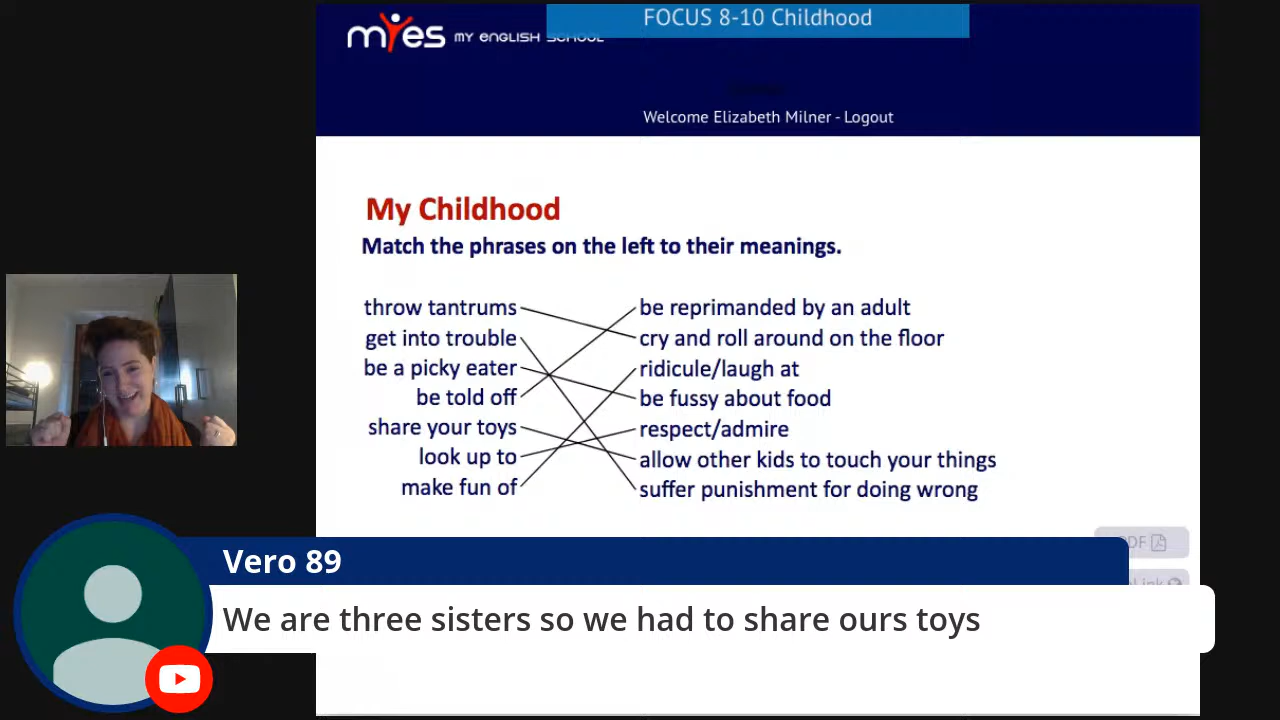 FOCUS 8-10 Childhood
myes MY ENGLISH SCHOOL
Welcome Elizabeth Milner - Logout
My Childhood
Match the phrases on the left to their meanings.
throw tantrums be reprimanded by an adult
get into trouble cry and roll around on the floor
be a picky eater ridicule/laugh at
be told off be fussy about food
share your toys respect/admire
look up to allow other kids to touch your things
make fun of suffer punishment for doing wrong
PDF
Link
Vero 89
We are three sisters so we had to share ours toys